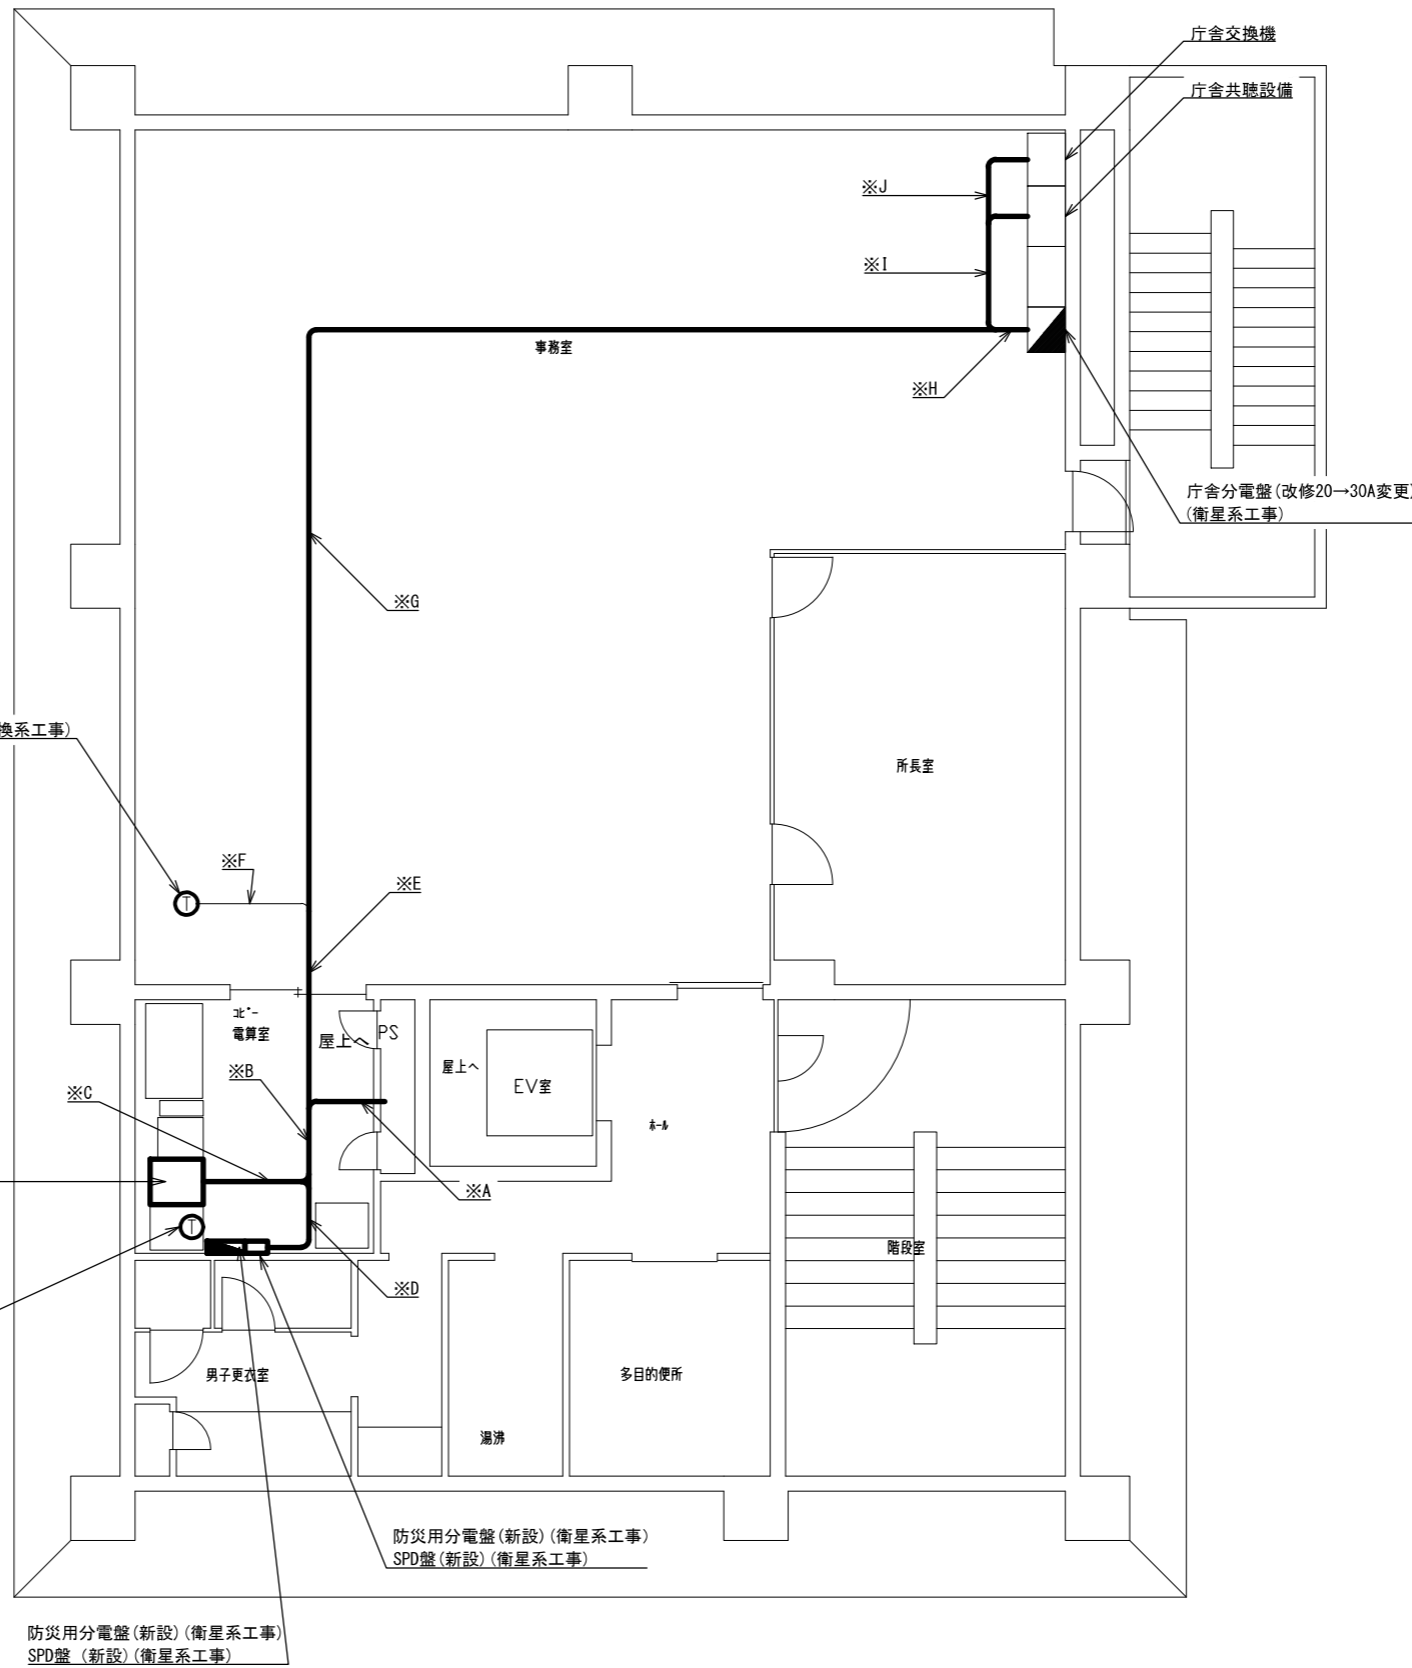 庁舎交換機
庁舎共聴設備
※J
※I
事務室
※H
庁舎分電盤(改修20→30A変更)
(衛星系工事)
※G
換系工事)
所長室
※F
※E
コピー
電算室
屋上へ
PS
屋上へ
EV室
※B
※C
ホール
※A
T
T
※D
階段室
男子更衣室
多目的便所
湯沸
防災用分電盤(新設)(衛星系工事)
SPD盤(新設)(衛星系工事)
防災用分電盤(新設)(衛星系工事)
SPD盤 (新設)(衛星系工事)